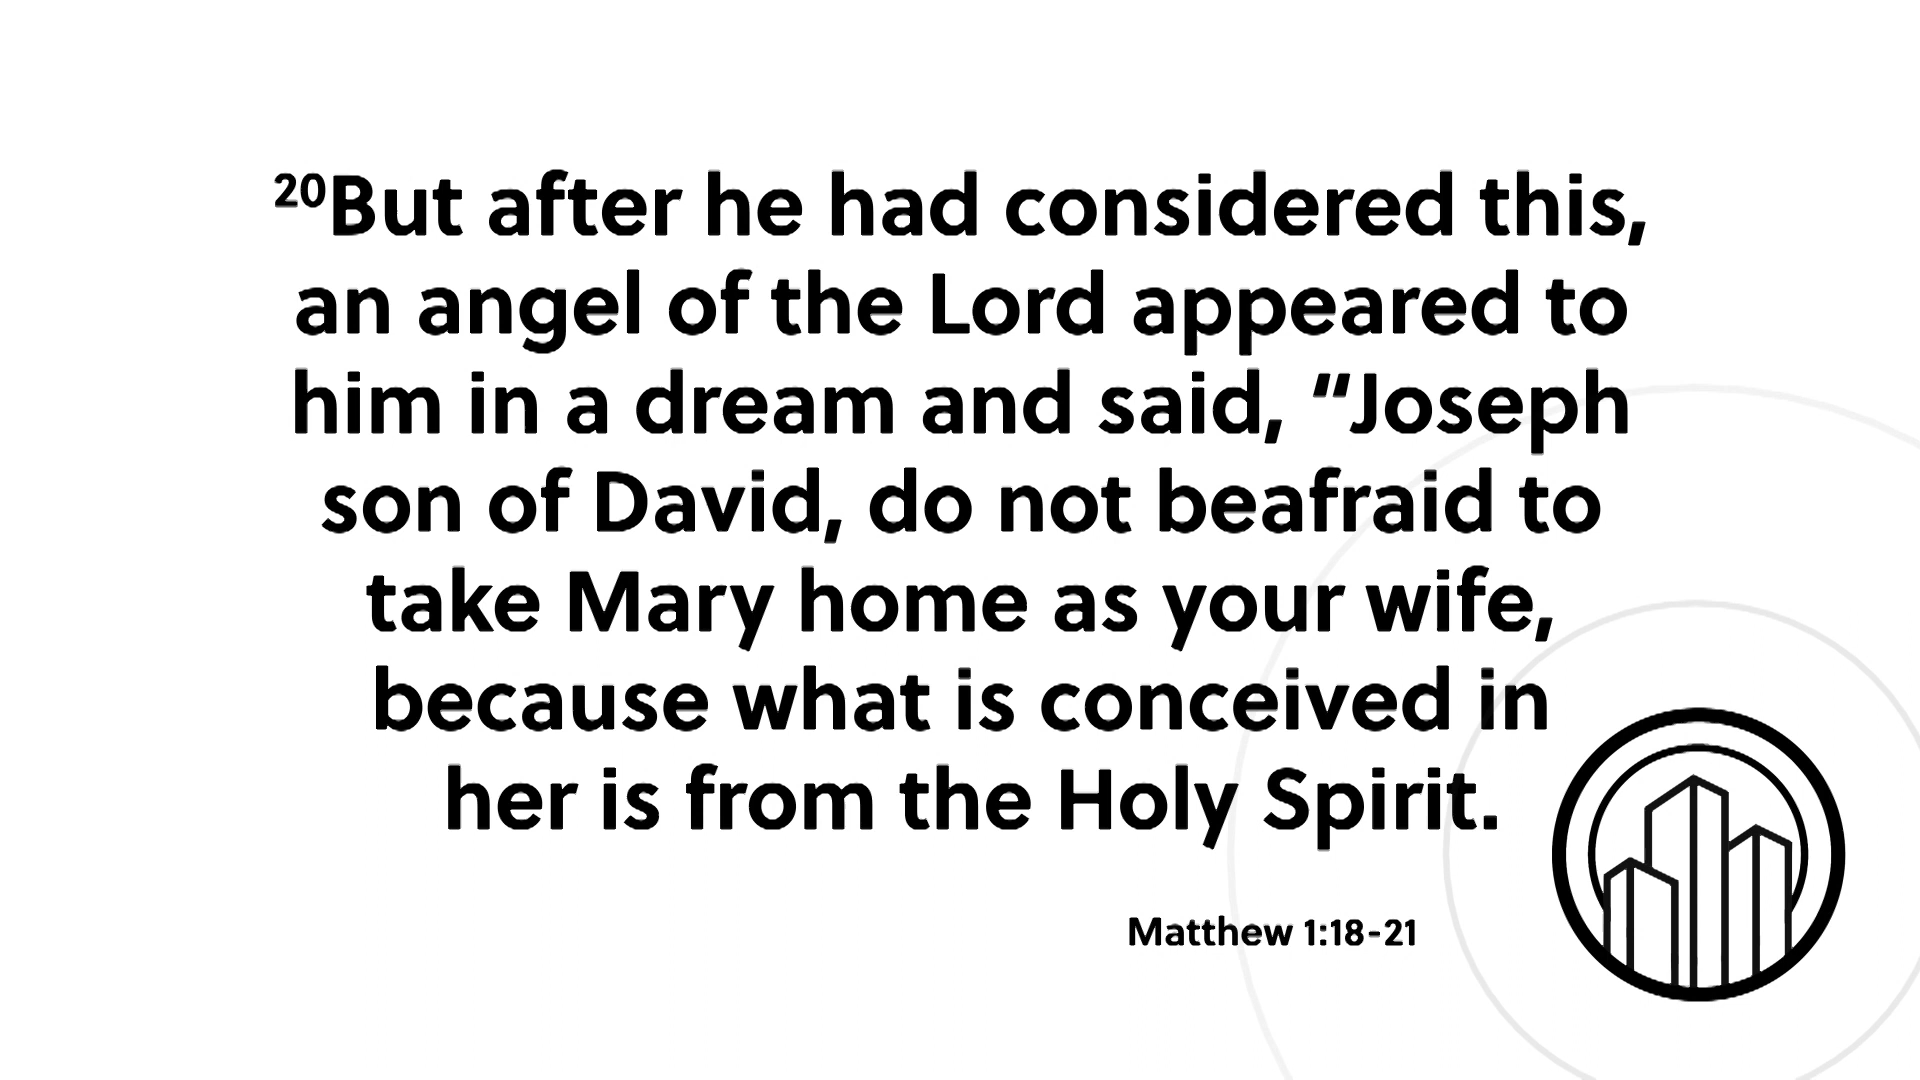 ²⁰But after he had considered this,
an angel of the Lord appeared to
him in a dream and said, “Joseph
son of David, do not beafraid to
take Mary home as your wife,
because what is conceived in
her is from the Holy Spirit.
Matthew 1:18-21